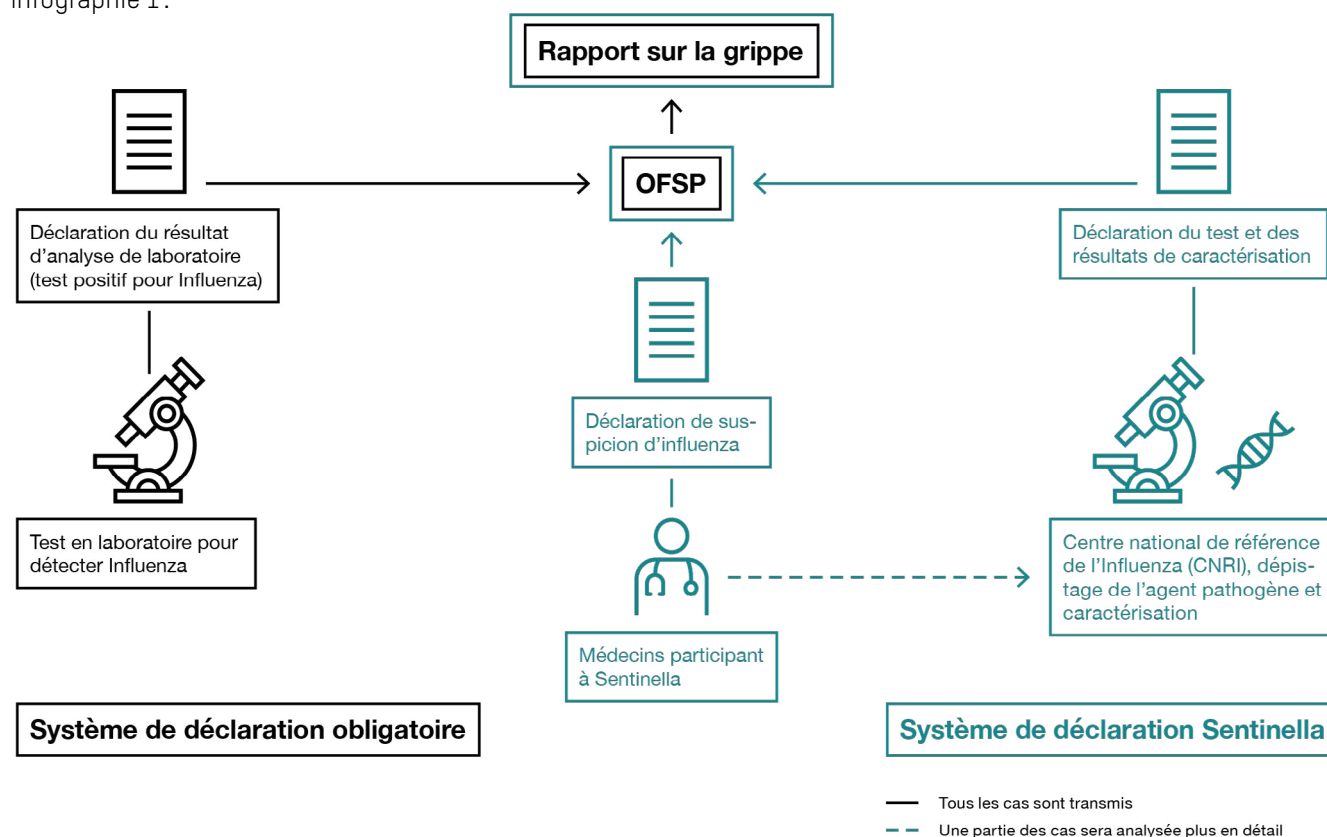 Infographie 1:
Rapport sur la grippe
OFSP
Déclaration du résultat
d'analyse de laboratoire
(test positif pour Influenza)
Déclaration du test et des
résultats de caractérisation
Déclaration de sus-
picion d'influenza
Test en laboratoire pour
détecter Influenza
Centre national de référence
de l'Influenza (CNRI), dépis-
tage de l'agent pathogène et
caractérisation
Médecins participant
à Sentinella
Système de déclaration obligatoire
Système de déclaration Sentinella
Tous les cas sont transmis
Une partie des cas sera analysée plus en détail